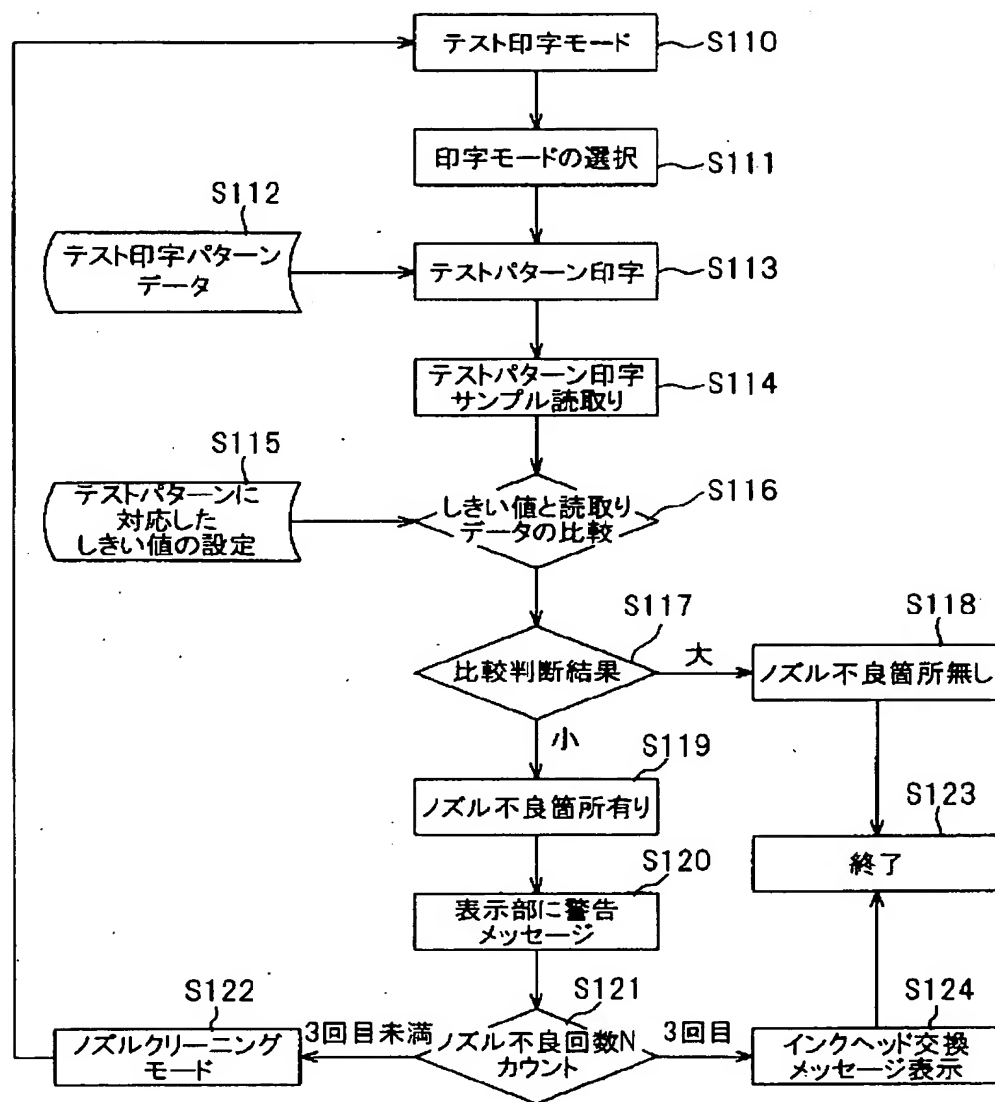 テスト印字モード
S110
印字モードの選択
S111
S112
テスト印字パターン
データ
テストパターン印字
S113
テストパターン印字
サンプル読取り
S114
S115
テストパターンに
対応した
しきい値の設定
しきい値と読取り
データの比較
S116
S117
比較判断結果
大
S118
ノズル不良箇所無し
小
S119
ノズル不良箇所有り
S123
終了
S120
表示部に警告
メッセージ
S121
ノズル不良回数N
カウント
3回目未満
S122
ノズルクリーニング
モード
3回目
S124
インクヘッド交換
メッセージ表示